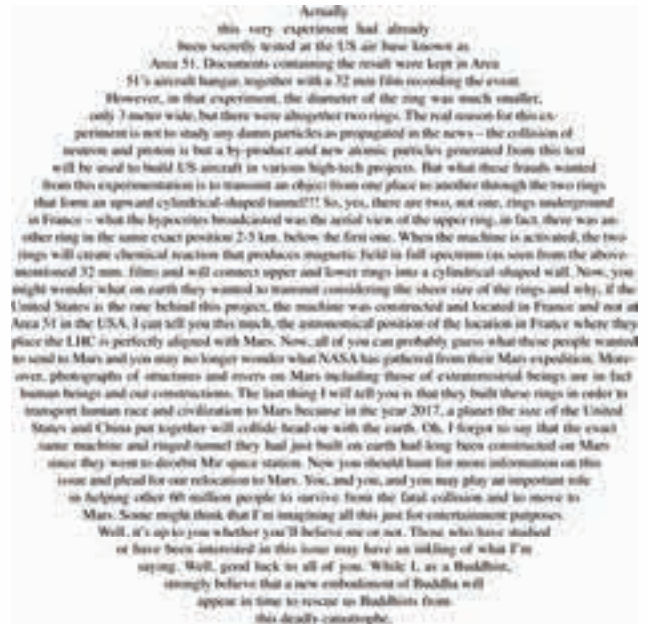 Actually
this very experiment had already
been secretly tested at the US air base known as
Area 51. Documents containing the result were kept in Area
51's aircraft hangar, together with a 32 mm film recording the event.
However, in that experiment, the diameter of the ring was much smaller,
only 3 meter wide, but there were altogether two rings. The real reason for this ex-
periment is not to study any damn particles as propagated in the news – the collision of
neutron and proton is but a by-product and new atomic particles generated from this test
will be used to build US aircraft in various high-tech projects. But what these frauds wanted
from this experimentation is to transmit an object from one place to another through the two rings
that form an upward cylindrical-shaped tunnel!!! So, yes, there are two, not one, rings underground
in France – what the hypocrites broadcasted was the aerial view of the upper ring, in fact, there was an-
other ring in the same exact position 2-5 km. below the first one. When the machine is activated, the two
rings will create chemical reaction that produces magnetic field in full spectrum (as seen from the above-
mentioned 32 mm. films and will connect upper and lower rings into a cylindrical-shaped wall. Now, you
might wonder what on earth they wanted to transmit considering the sheer size of the rings and why, if the
United States is the one behind this project, the machine was constructed and located in France and not at
Area 51 in the USA. I can tell you this much, the astronomical position of the location in France where they
place the LHC is perfectly aligned with Mars. Now, all of you can probably guess what these people wanted
to send to Mars and you may no longer wonder what NASA has gathered from their Mars expedition. More-
over, photographs of structures and rivers on Mars including those of extraterrestrial beings are in fact
human beings and our constructions. The last thing I will tell you is that they built these rings in order to
transport human race and civilization to Mars because in the year 2017, a planet the size of the United
States and China put together will collide head on with the earth. Oh, I forgot to say that the exact
same machine and ringed tunnel they had just built on earth had long been constructed on Mars
since they went to deorbit Mir space station. Now you should hunt for more information on this
issue and plead for our relocation to Mars. You, and you, and you may play an important role
in helping other 60 million people to survive from the fatal collision and to move to
Mars. Some might think that I'm imagining all this just for entertainment purposes.
Well, it's up to you whether you'll believe me or not. Those who have studied
or have been interested in this issue may have an inkling of what I'm
saying. Well, good luck to all of you. While I, as a Buddhist,
strongly believe that a new embodiment of Buddha will
appear in time to rescue us Buddhists from
this deadly catastrophe.